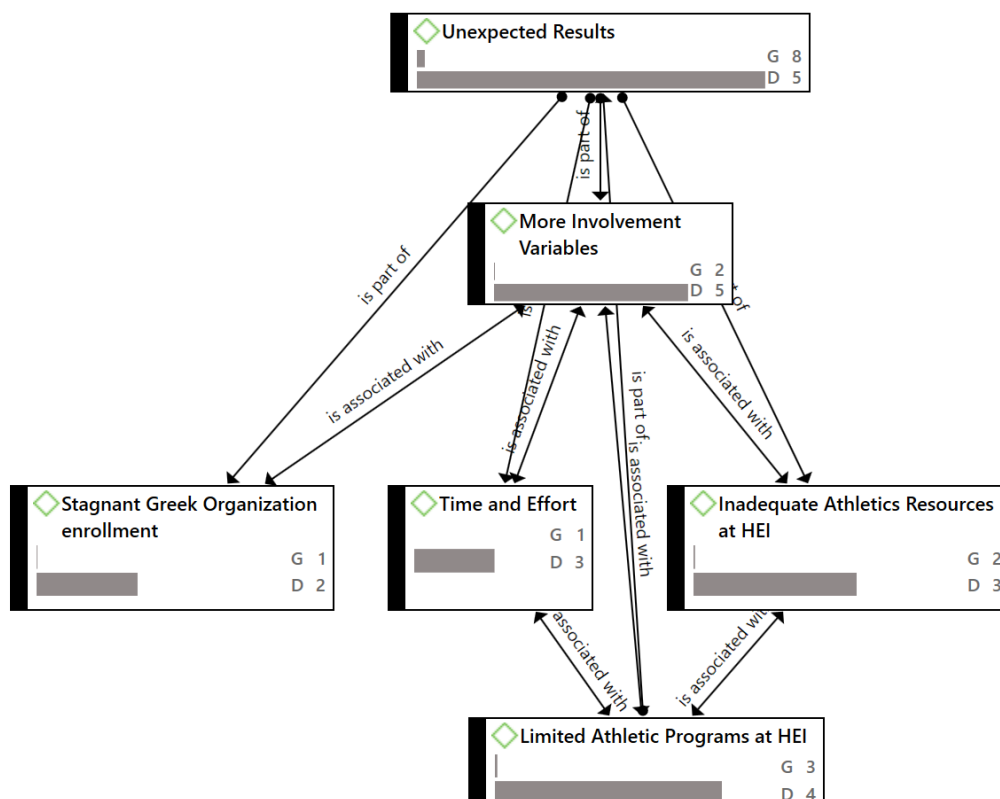 Unexpected Results
G 8
D 5
is part of
More Involvement
Variables
G 2
D 5
is part of
of
is
is associated with
is associated with
is part of
is associated with
is associated with
Stagnant Greek Organization
enrollment
G 1
D 2
Time and Effort
G 1
D 3
Inadequate Athletics Resources
at HEI
G 2
D 3
associated with
is associated with
Limited Athletic Programs at HEI
G 3
D 4